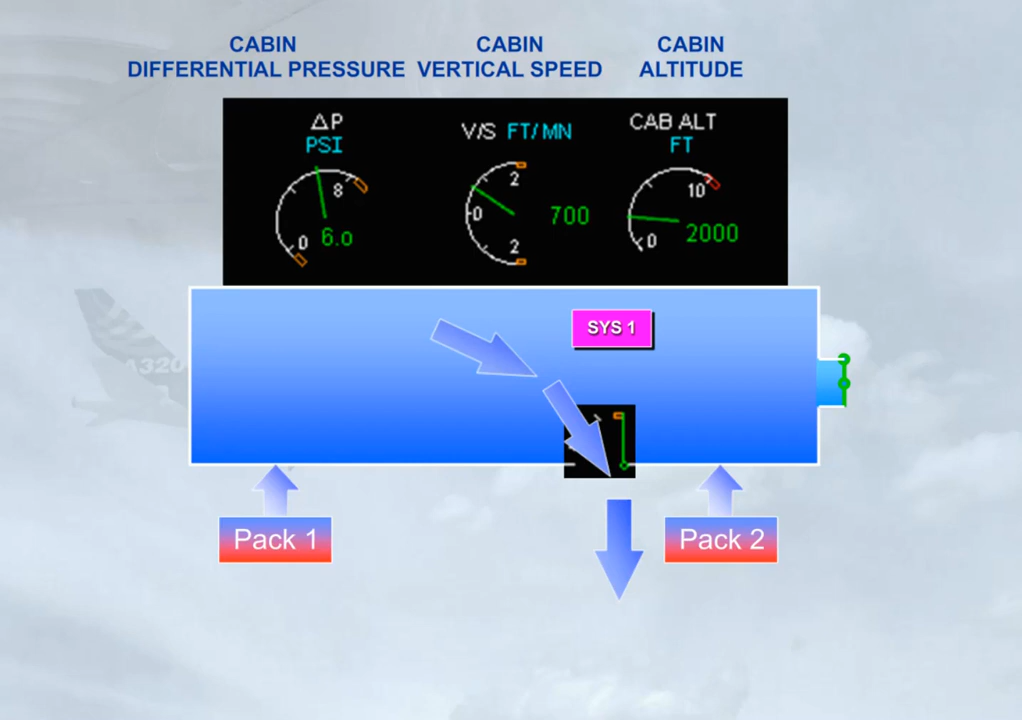 CABIN
DIFFERENTIAL PRESSURE
CABIN
VERTICAL SPEED
CABIN
ALTITUDE
ΔP
PSI
8
0
6.0
V/S FT/MN
2
0
700
2
CAB ALT
FT
10
0
2000
SYS 1
A320
Pack 1
Pack 2